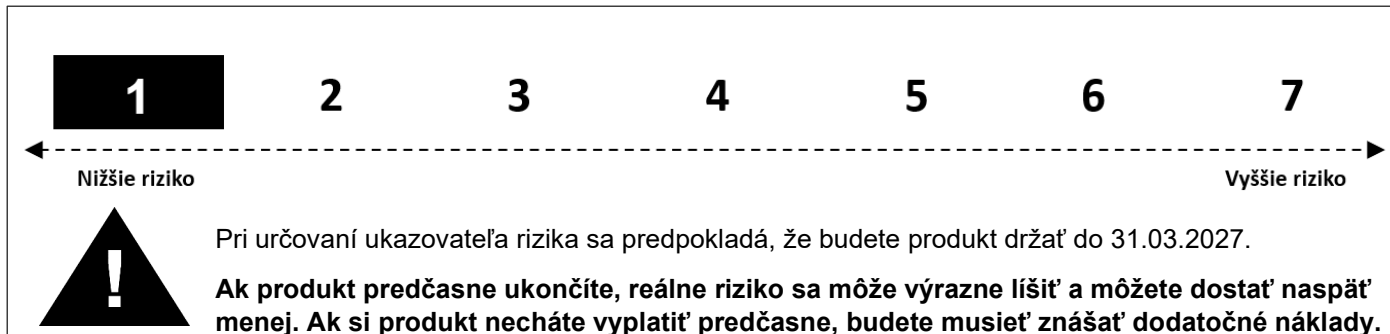 1 2 3 4 5 6 7
Nižšie riziko Vyššie riziko
!
Pri určovaní ukazovateľa rizika sa predpokladá, že budete produkt držať do 31.03.2027.
Ak produkt predčasne ukončíte, reálne riziko sa môže výrazne líšiť a môžete dostať naspäť
menej. Ak si produkt necháte vyplatiť predčasne, budete musieť znášať dodatočné náklady.